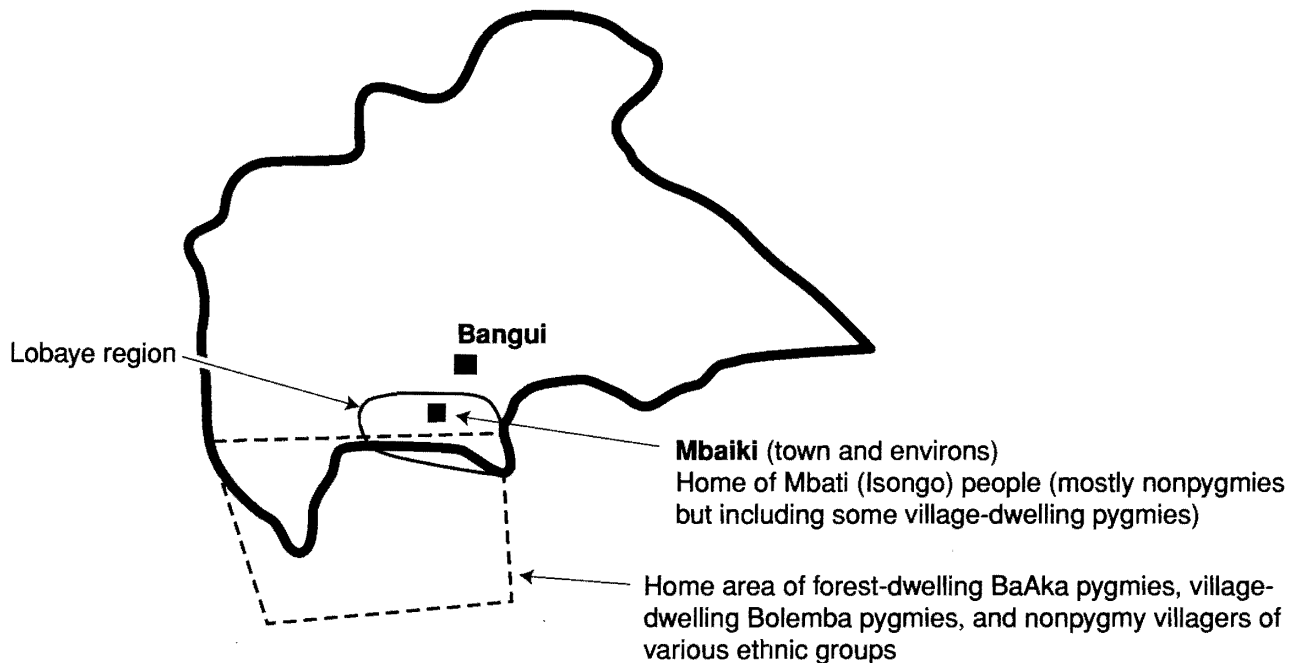 Bangui
Lobaye region
Mbaiki (town and environs)
Home of Mbati (Isongo) people (mostly nonpygmies
but including some village-dwelling pygmies)
Home area of forest-dwelling BaAka pygmies, village-
dwelling Bolemba pygmies, and nonpygmy villagers of
various ethnic groups